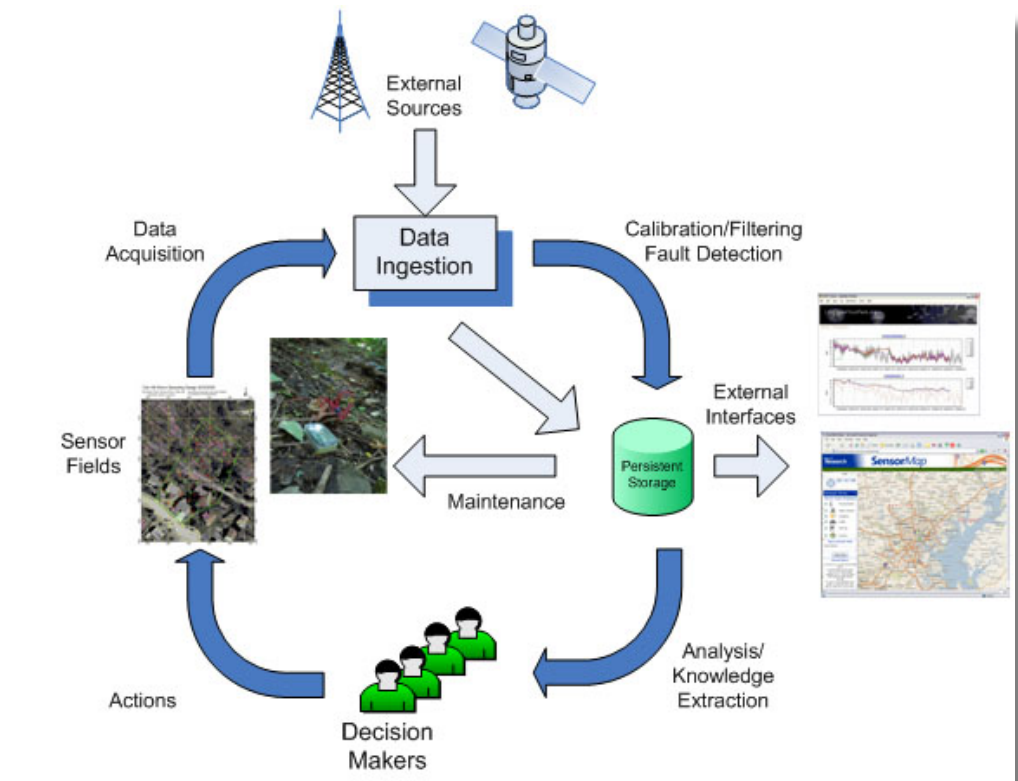 External
Sources
Data
Acquisition
Data
Ingestion
Calibration/Filtering
Fault Detection
External
Interfaces
Sensor
Fields
Persistent
Storage
Maintenance
SensorMap
Analysis/
Knowledge
Extraction
Actions
Decision
Makers